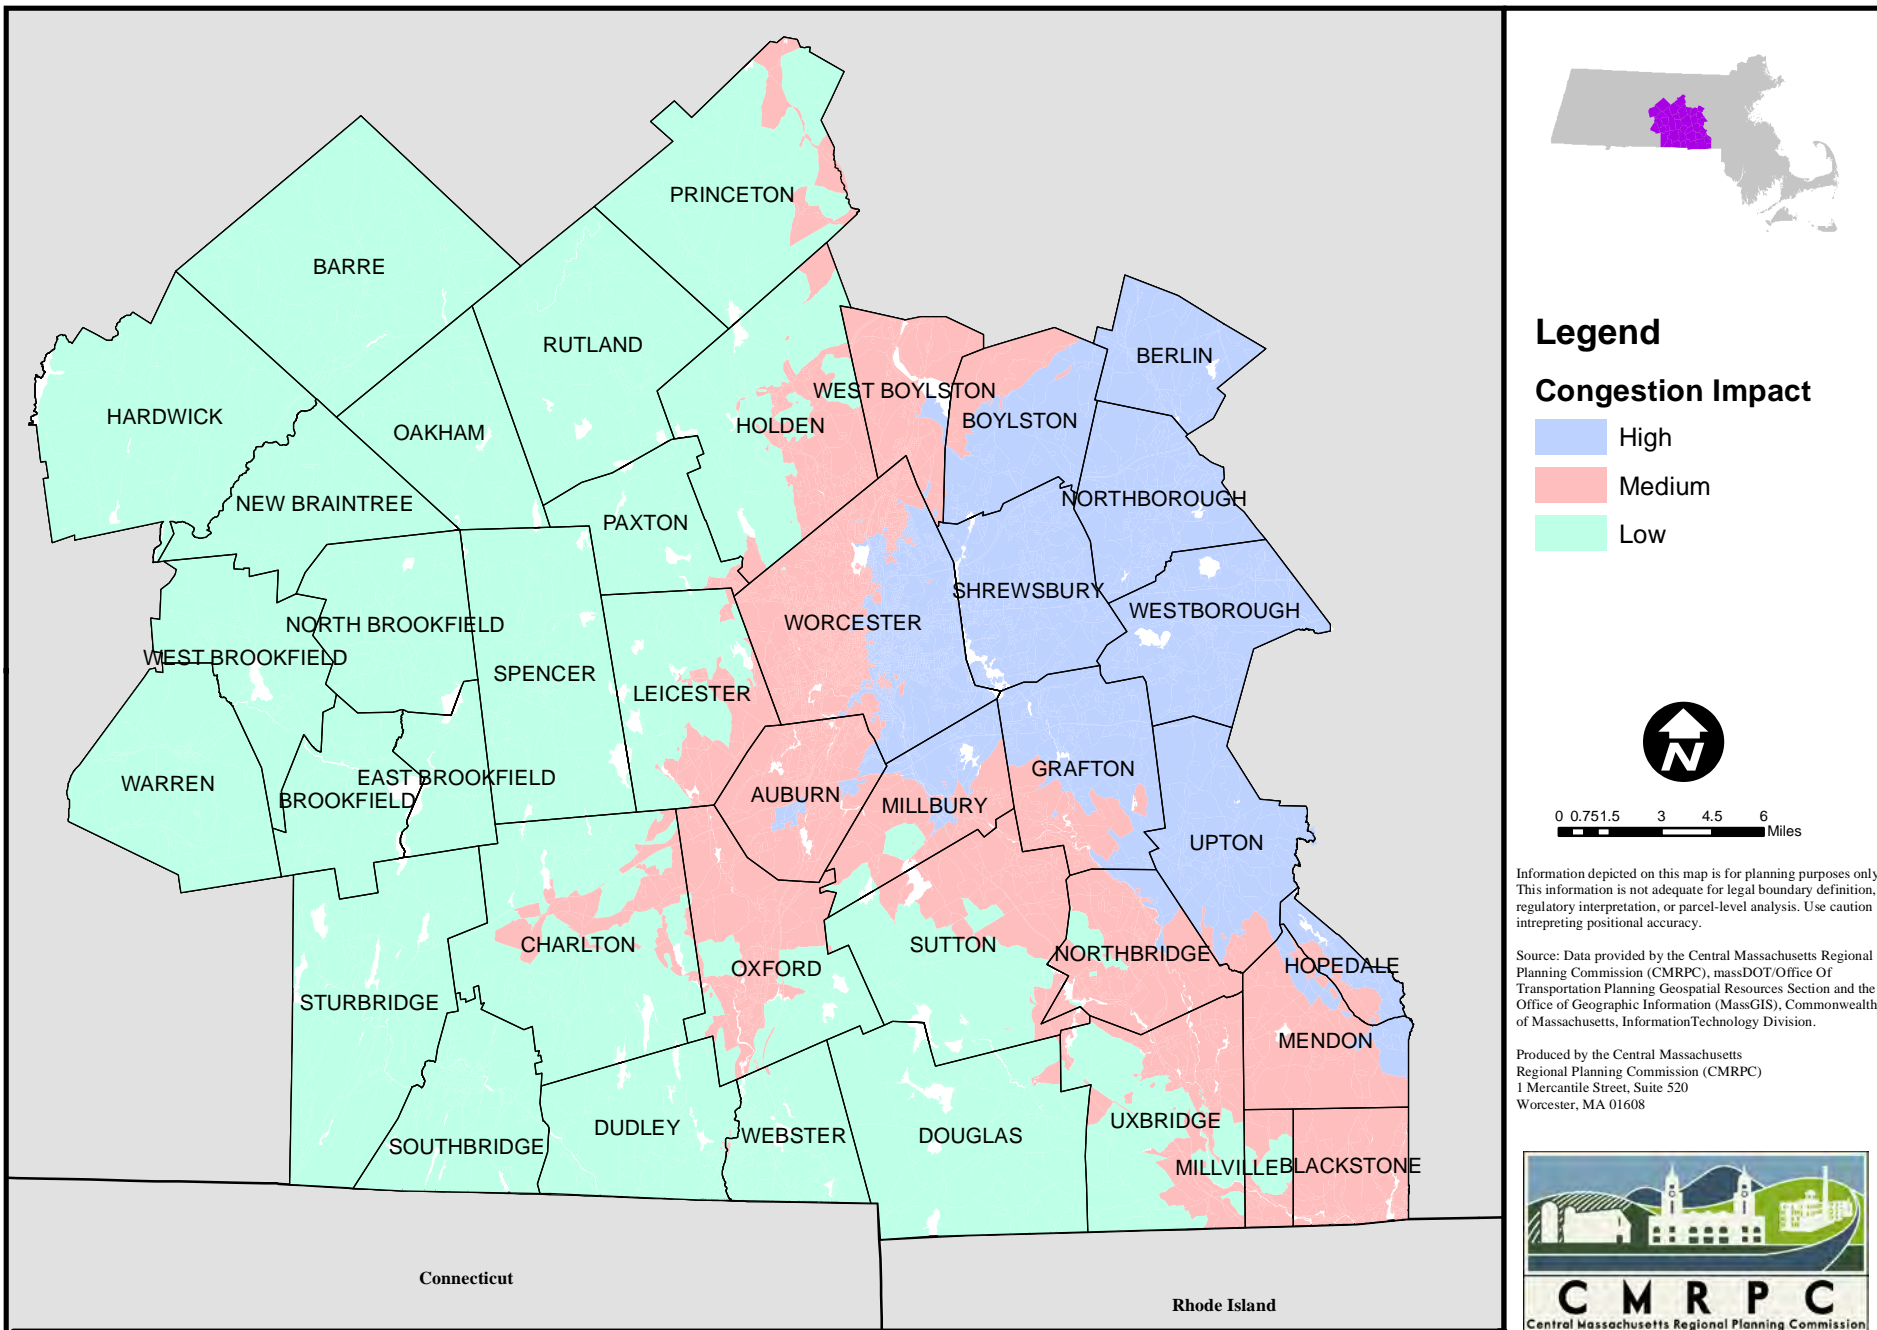 PRINCETON
BARRE
RUTLAND
BERLIN
HARDWICK
OAKHAM
HOLDEN
WEST BOYLSTON
BOYLSTON
NEW BRAINTREE
PAXTON
NORTHBOROUGH
WORCESTER
SHREWSBURY
WESTBOROUGH
NORTH BROOKFIELD
WEST BROOKFIELD
SPENCER
LEICESTER
WARREN
BROOKFIELD
EAST BROOKFIELD
AUBURN
MILLBURY
GRAFTON
UPTON
CHARLTON
OXFORD
SUTTON
NORTHBRIDGE
HOPEDALE
STURBRIDGE
MENDON
SOUTHBRIDGE
DUDLEY
WEBSTER
DOUGLAS
UXBRIDGE
MILLVILLE
BLACKSTONE
Connecticut
Rhode Island
Legend
Congestion Impact
High
Medium
Low
N
0 0.75 1.5 3 4.5 6
Miles
Information depicted on this map is for planning purposes only
This information is not adequate for legal boundary definition,
regulatory interpretation, or parcel-level analysis. Use caution
intrepreting positional accuracy.
Source: Data provided by the Central Massachusetts Regional
Planning Commission (CMRPC), massDOT/Office Of
Transportation Planning Geospatial Resources Section and the
Office of Geographic Information (MassGIS), Commonwealth
of Massachusetts, InformationTechnology Division.
Produced by the Central Massachusetts
Regional Planning Commission (CMRPC)
1 Mercantile Street, Suite 520
Worcester, MA 01608
C M R P C
Central Massachusetts Regional Planning Commission